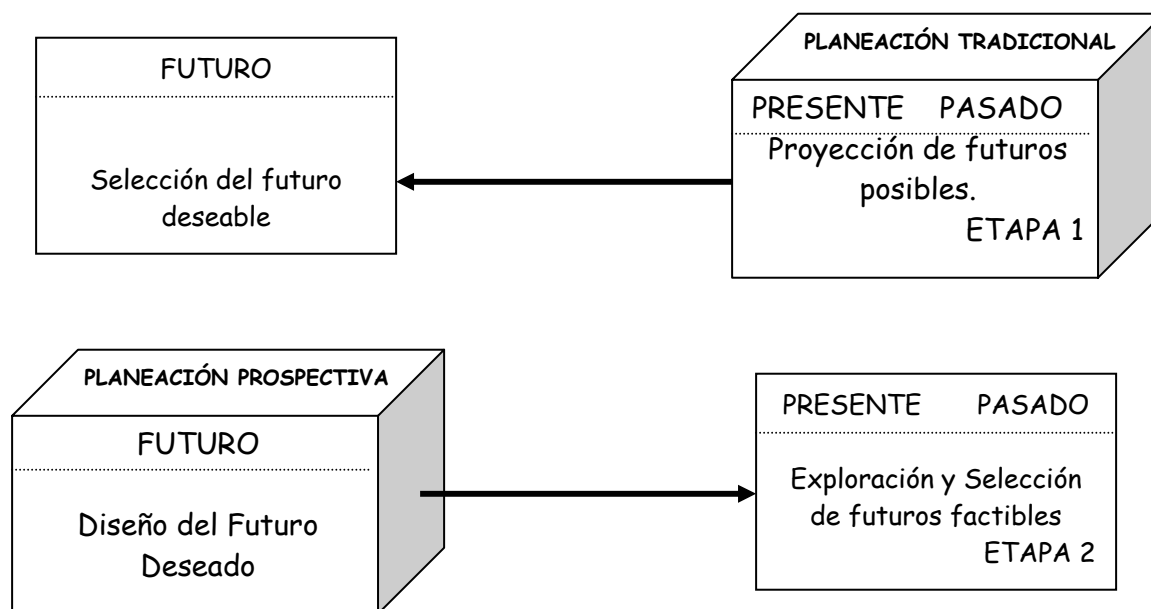 FUTURO
Selección del futuro
deseable
PLANEACIÓN TRADICIONAL
PRESENTE PASADO
Proyección de futuros
posibles.
ETAPA 1
PLANEACIÓN PROSPECTIVA
FUTURO
Diseño del Futuro
Deseado
PRESENTE PASADO
Exploración y Selección
de futuros factibles
ETAPA 2